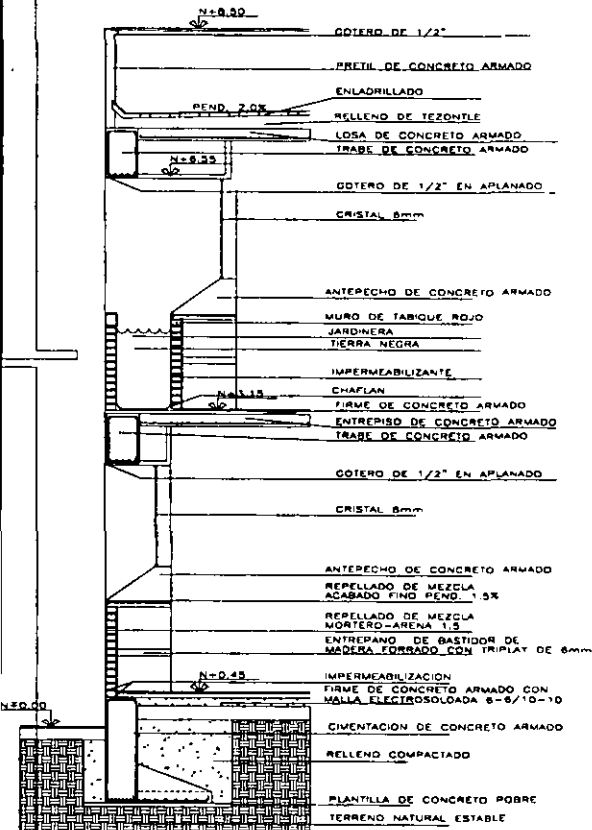 N+8.50
GOTERO DE 1/2"
PRETIL DE CONCRETO ARMADO
ENLADRILLADO
PEND. 2.0%
RELLENO DE TEZONTLE
LOSA DE CONCRETO ARMADO
TRABE DE CONCRETO ARMADO
N+6.55
GOTERO DE 1/2" EN APLANADO
CRISTAL 6mm
ANTEPECHO DE CONCRETO ARMADO
MURO DE TABIQUE ROJO
JARDINERA
TIERRA NEGRA
IMPERMEABILIZANTE
CHAFLAN
N+3.15
FIRME DE CONCRETO ARMADO
ENTREPISO DE CONCRETO ARMADO
TRABE DE CONCRETO ARMADO
GOTERO DE 1/2" EN APLANADO
CRISTAL 6mm
ANTEPECHO DE CONCRETO ARMADO
REPELLADO DE MEZCLA
ACABADO FINO PEND. 1.5%
REPELLADO DE MEZCLA
MORTERO-ARENA 1.5
ENTREPANO DE BASTIDOR DE
MADERA FORRADO CON TRIPLAT DE 6mm
N+0.45
IMPERMEABILIZACION
FIRME DE CONCRETO ARMADO CON
MALLA ELECTROSOLDADA 6-6/10-10
N±0.00
CIMENTACION DE CONCRETO ARMADO
RELLENO COMPACTADO
PLANTILLA DE CONCRETO POBRE
TERRENO NATURAL ESTABLE